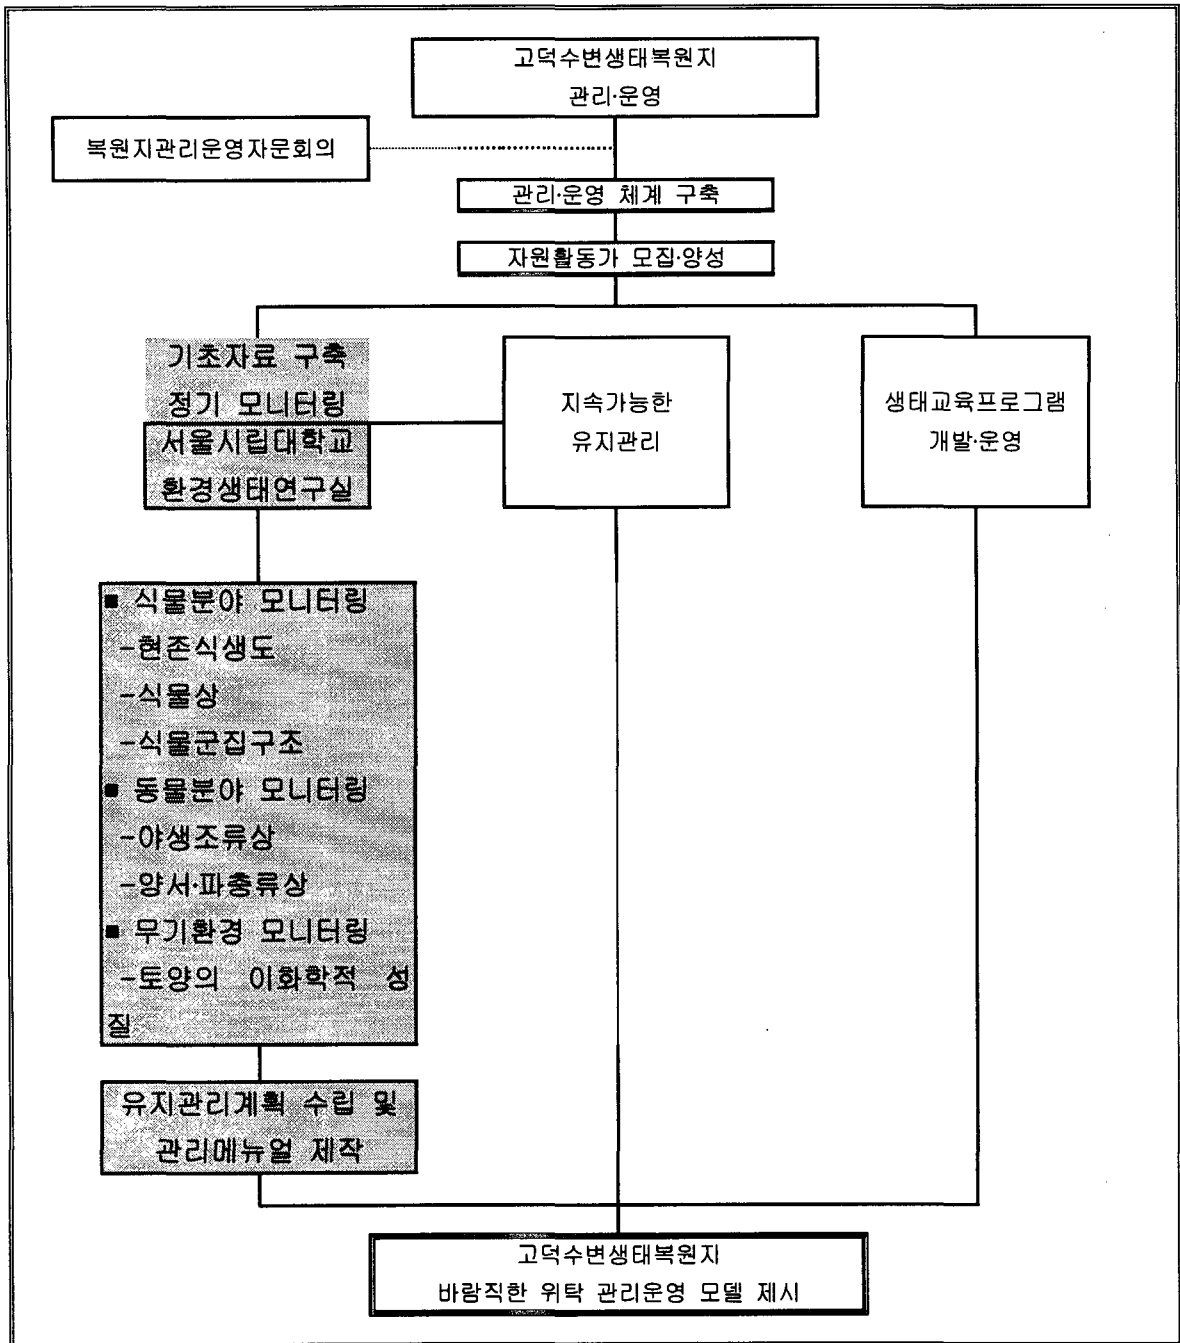 고덕수변생태복원지
관리·운영
복원지관리운영자문회의
관리·운영 체계 구축
자원활동가 모집·양성
기초자료 구축
정기 모니터링
서울시립대학교
환경생태연구실
지속가능한
유지관리
생태교육프로그램
개발·운영
■ 식물분야 모니터링
-현존식생도
-식물상
-식물군집구조
■ 동물분야 모니터링
-야생조류상
-양서·파충류상
■ 무기환경 모니터링
-토양의 이화학적 성
질
유지관리계획 수립 및
관리메뉴얼 제작
고덕수변생태복원지
바람직한 위탁 관리운영 모델 제시